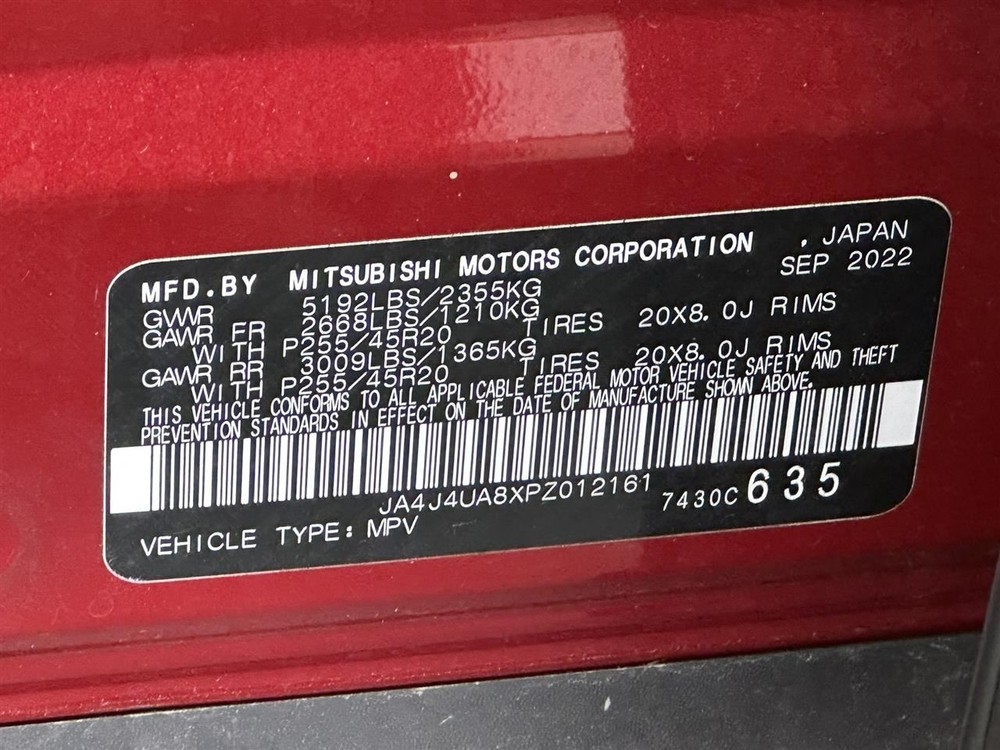 MFD.BY MITSUBISHI MOTORS CORPORATION , JAPAN
SEP 2022
GVWR 5192LBS/2355KG
GAWR FR 2668LBS/1210KG
WITH P255/45R20 TIRES 20X8.0J RIMS
GAWR RR 3009LBS/1365KG
WITH P255/45R20 TIRES 20X8.0J RIMS
THIS VEHICLE CONFORMS TO ALL APPLICABLE FEDERAL MOTOR VEHICLE SAFETY AND THEFT
PREVENTION STANDARDS IN EFFECT ON THE DATE OF MANUFACTURE SHOWN ABOVE.
JA4J4UA8XPZ012161 7430C 635
VEHICLE TYPE: MPV